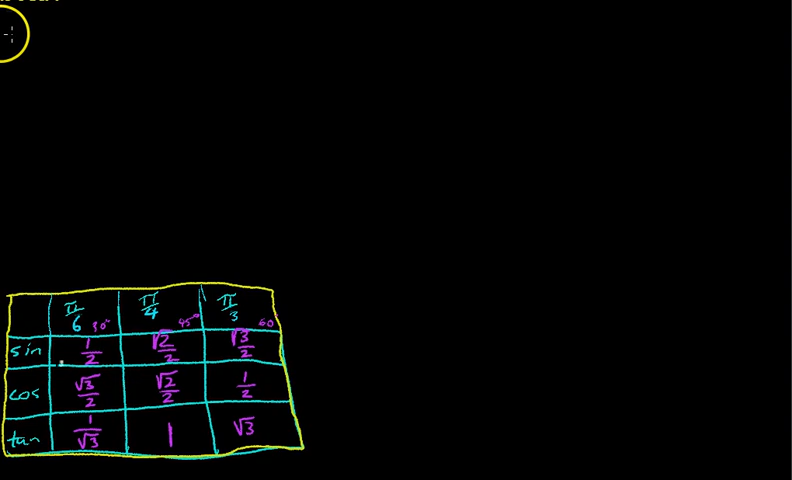 π/6 30° π/4 45° π/3 60
sin 1/2 √2/2 √3/2
cos √3/2 √2/2 1/2
tan 1/√3 1 √3